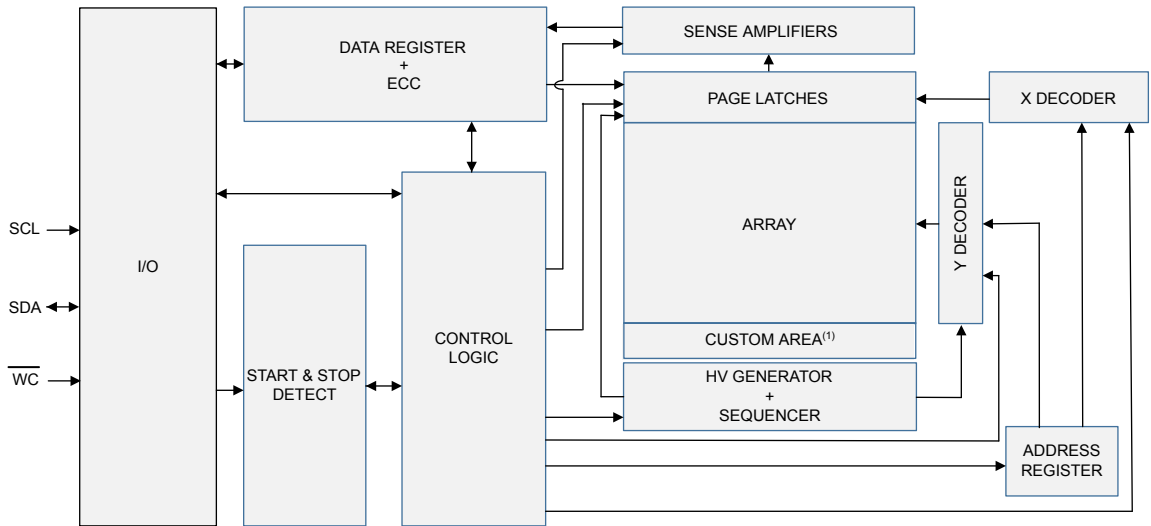 DATA REGISTER
+
ECC
SENSE AMPLIFIERS
PAGE LATCHES
X DECODER
ARRAY
Y DECODER
SCL
I/O
SDA
W̅C̅
START & STOP
DETECT
CONTROL
LOGIC
CUSTOM AREA⁽¹⁾
HV GENERATOR
+
SEQUENCER
ADDRESS
REGISTER